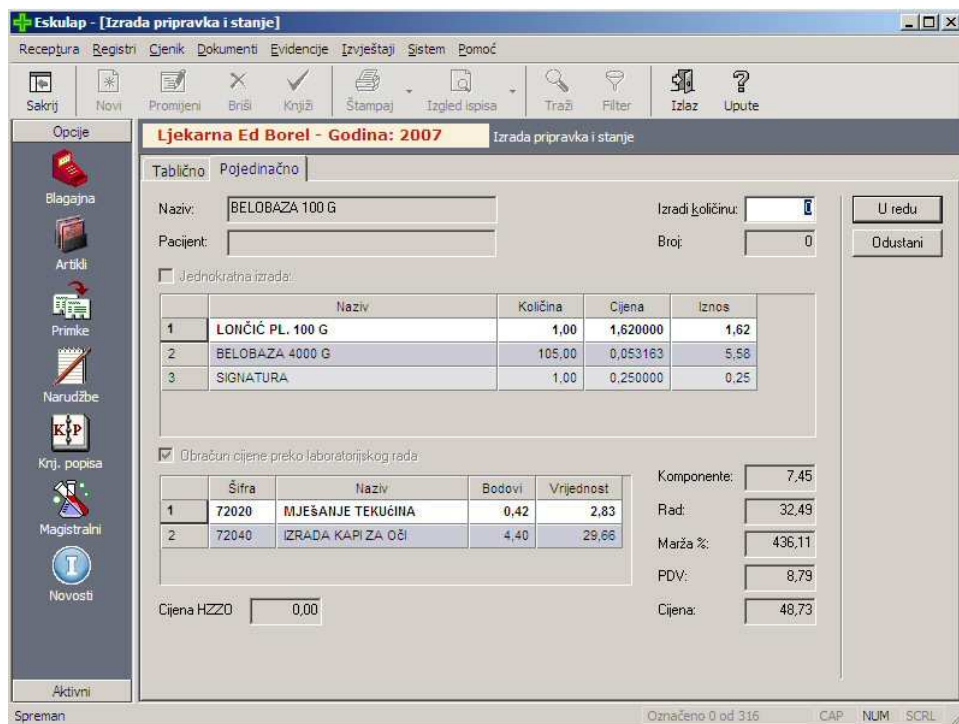 Eskulap - [Izrada pripravka i stanje]
Receptura Registri Cjenik Dokumenti Evidencije Izvještaji Sistem Pomoć
Sakrij Novi Promijeni Briši Knjiži Štampaj Izgled ispisa Traži Filter Izlaz Upute
Opcije
Ljekarna Ed Borel - Godina: 2007 Izrada pripravka i stanje
Tablično Pojedinačno
Blagajna
Artikli
Primke
Narudžbe
K P
Knj. popisa
Magistralni
Novosti
Aktivni
Naziv: BELOBAZA 100 G Izradi količinu: 0 U redu
Pacijent: Broj: 0 Odustani
Jednokratna izrada:
Naziv Količina Cijena Iznos
1 LONČIĆ PL. 100 G 1,00 1,620000 1,62
2 BELOBAZA 4000 G 105,00 0,053163 5,58
3 SIGNATURA 1,00 0,250000 0,25
Obračun cijene preko laboratorijskog rada
Šifra Naziv Bodovi Vrijednost
1 72020 MJEšANJE TEKUćINA 0,42 2,83
2 72040 IZRADA KAPI ZA OčI 4,40 29,66
Komponente: 7,45
Rad: 32,49
Marža %: 436,11
PDV: 8,79
Cijena HZZO 0,00 Cijena: 48,73
Spreman Označeno 0 od 316 CAP NUM SCRL